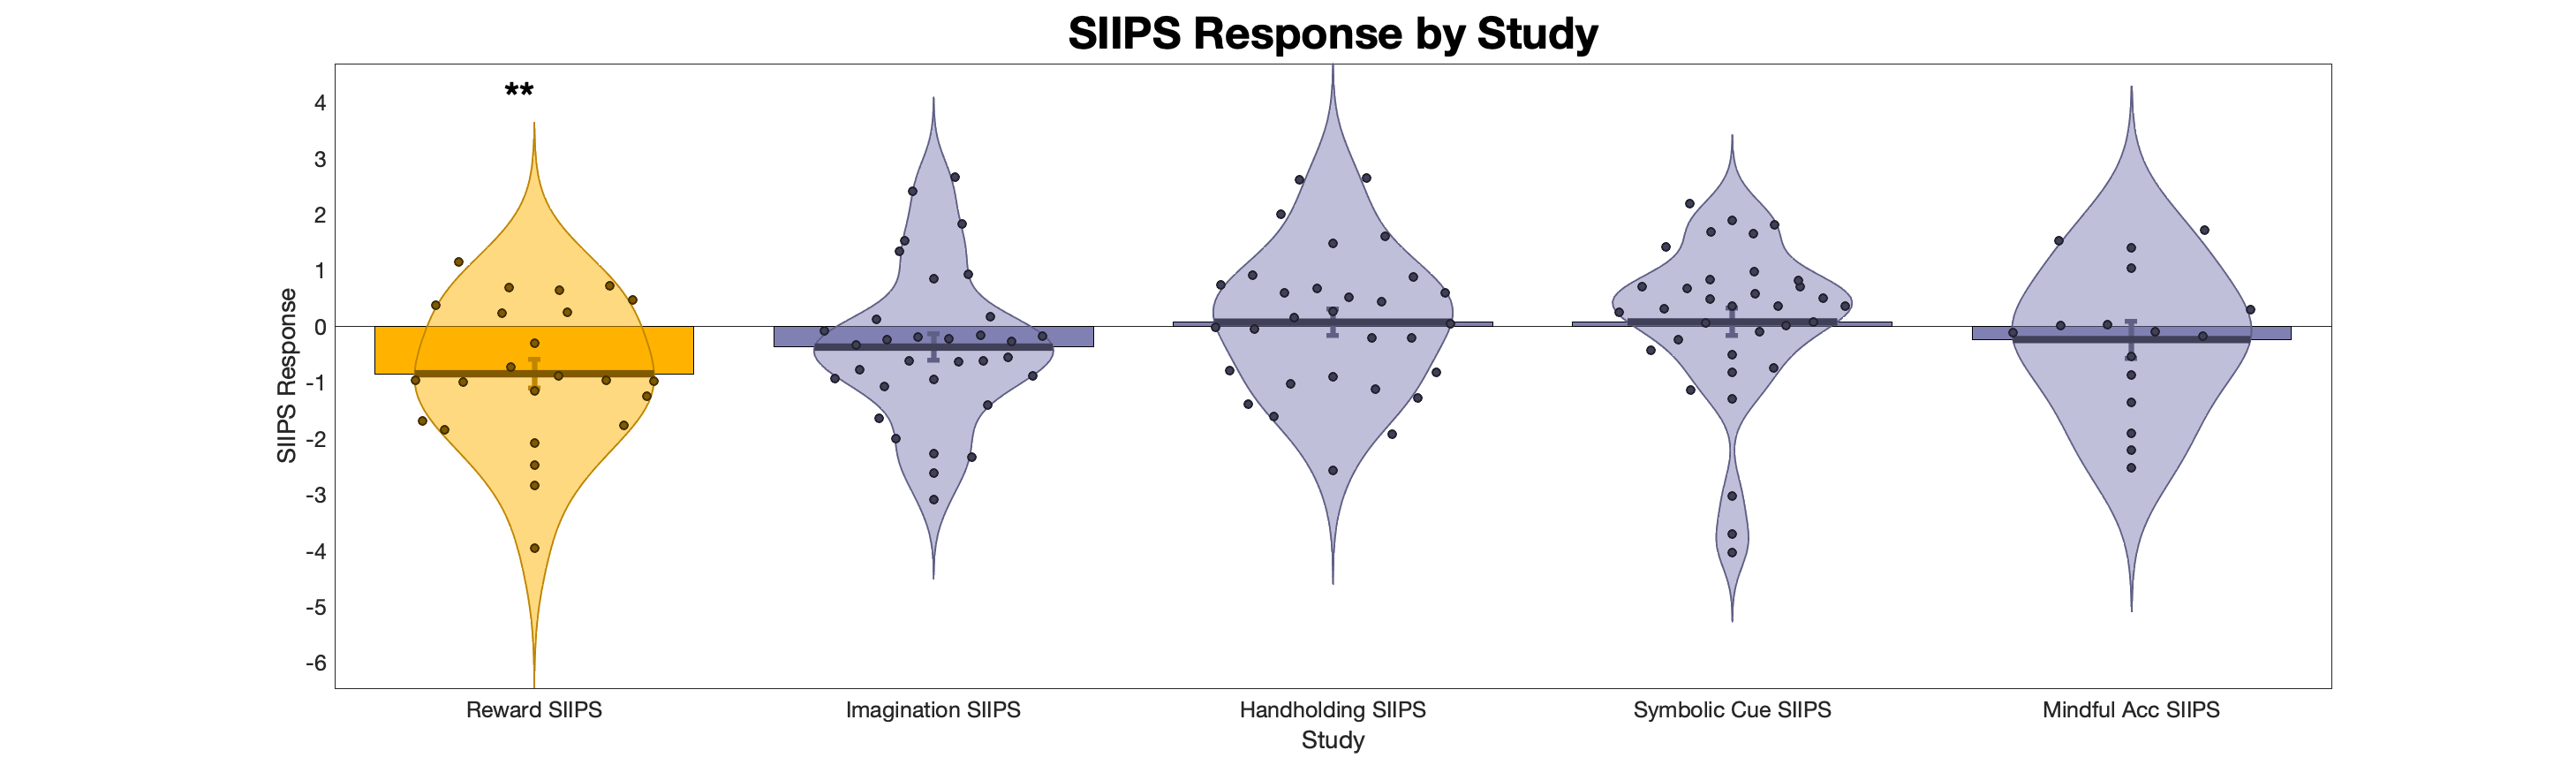 SIIPS Response by Study
**
4
3
2
1
0
-1
-2
-3
-4
-5
-6
SIIPS Response
Reward SIIPS
Imagination SIIPS
Handholding SIIPS
Symbolic Cue SIIPS
Mindful Acc SIIPS
Study